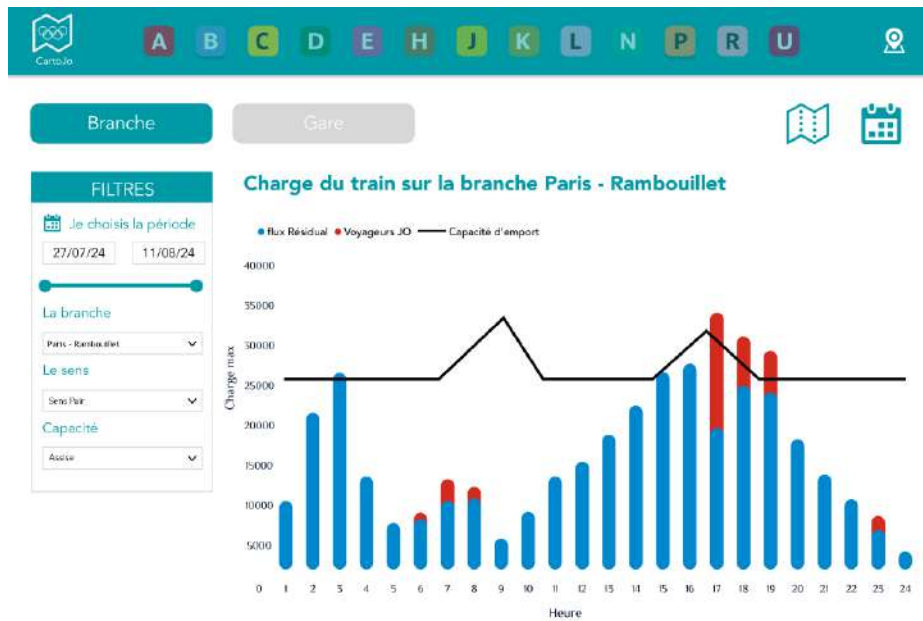 CartoJo
A B C D E H J K L N P R U
Branche
Gare
FILTRES
Je choisis la période
27/07/24 11/08/24
La branche
Paris - Rambouillet
Le sens
Sens Pair
Capacité
Assise
Charge du train sur la branche Paris - Rambouillet
flux Résidual Voyageurs JO Capacité d'emport
40000
35000
30000
25000
20000
15000
10000
5000
Charge max
0 1 2 3 4 5 6 7 8 9 10 11 12 13 14 15 16 17 18 19 20 21 22 23 24
Heure